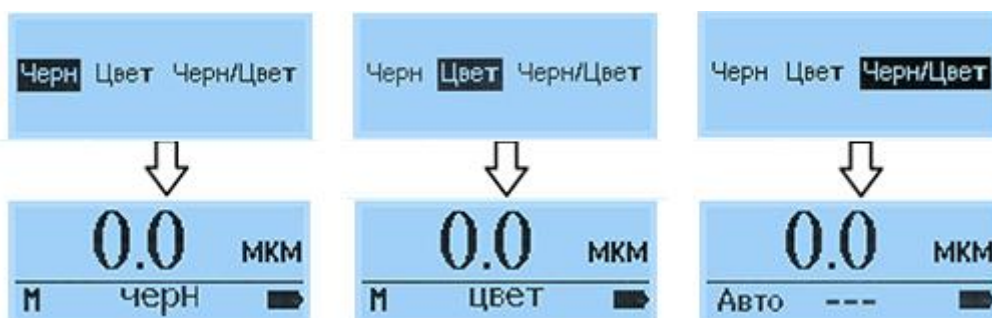 Черн Цвет Черн/Цвет
Черн Цвет Черн/Цвет
Черн Цвет Черн/Цвет
0.0 мкм
М черн
0.0 мкм
М цвет
0.0 мкм
Авто ---